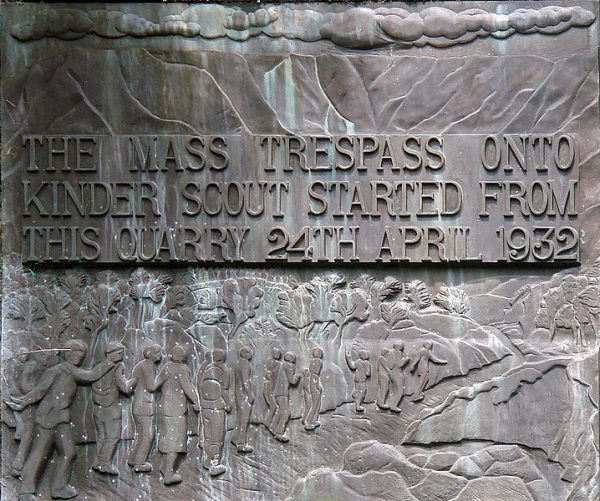 THE MASS TRESPASS ONTO
KINDER SCOUT STARTED FROM
THIS QUARRY 24TH APRIL 1932